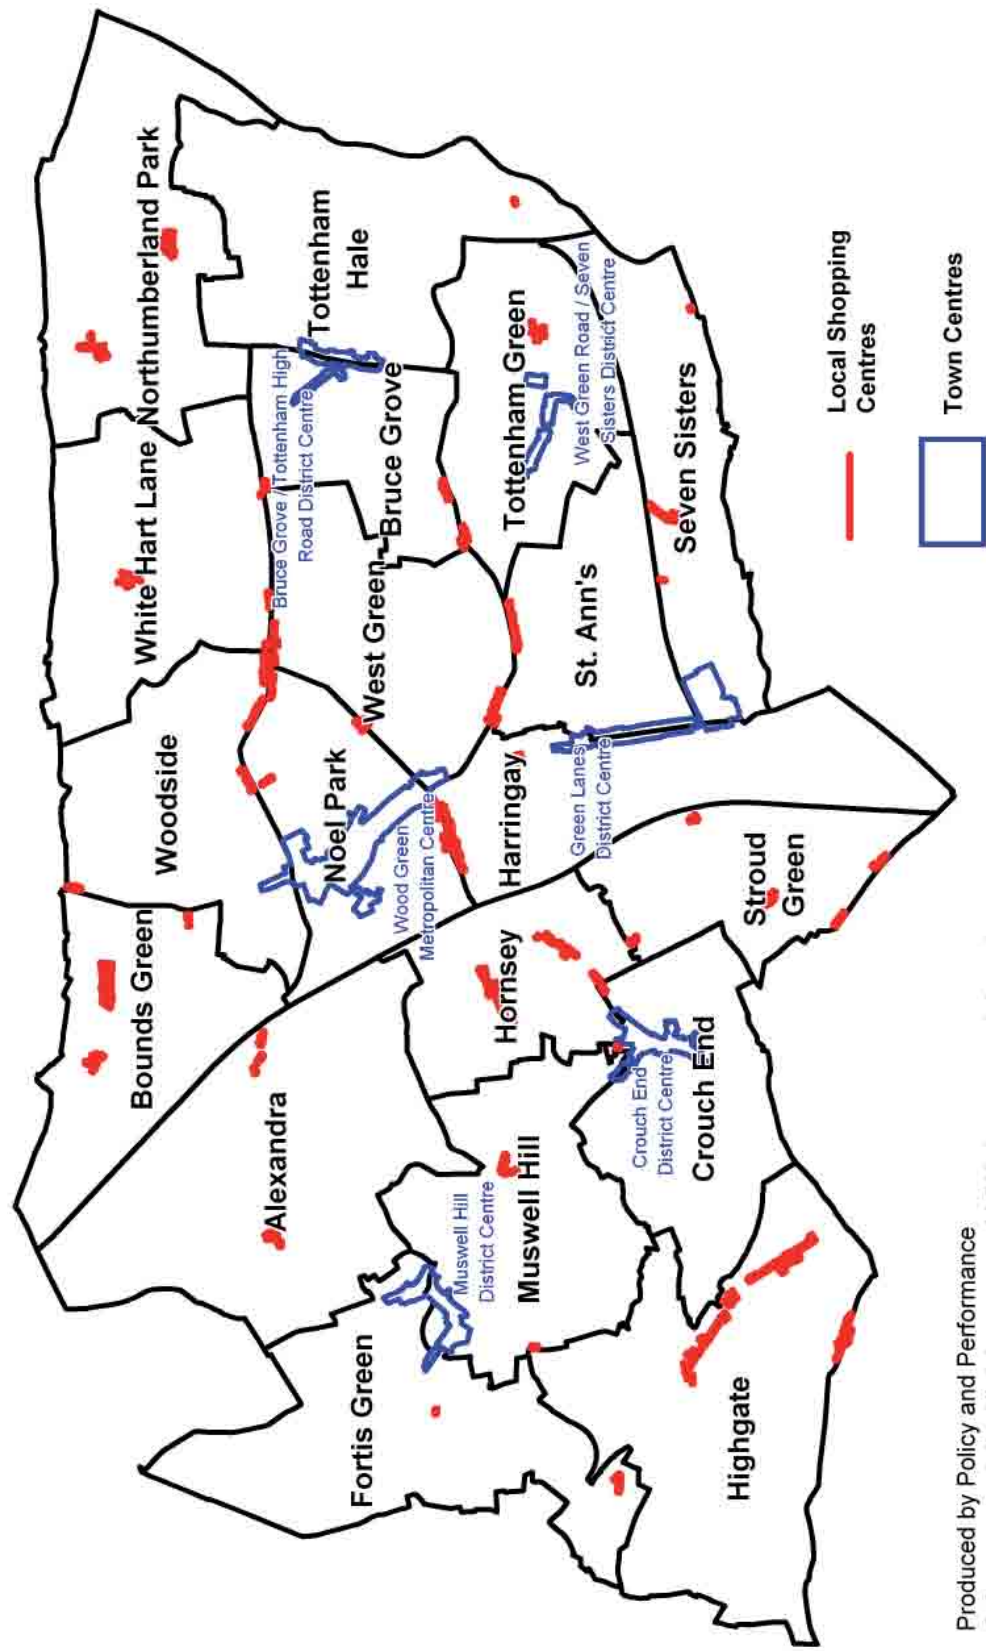 Northumberland Park
White Hart Lane
Tottenham
Hale
Woodside
Bounds Green
Bruce Grove / Tottenham High
Road District Centre
Bruce Grove
West Green
Noel Park
Wood Green
Metropolitan Centre
Alexandra
Tottenham Green
West Green Road / Seven
Sisters District Centre
Seven Sisters
St. Ann's
Harringay
Green Lanes
District Centre
Hornsey
Stroud
Green
Crouch End
District Centre
Crouch End
Muswell Hill
District Centre
Muswell Hill
Fortis Green
Highgate
Local Shopping
Centres
Town Centres
Produced by Policy and Performance